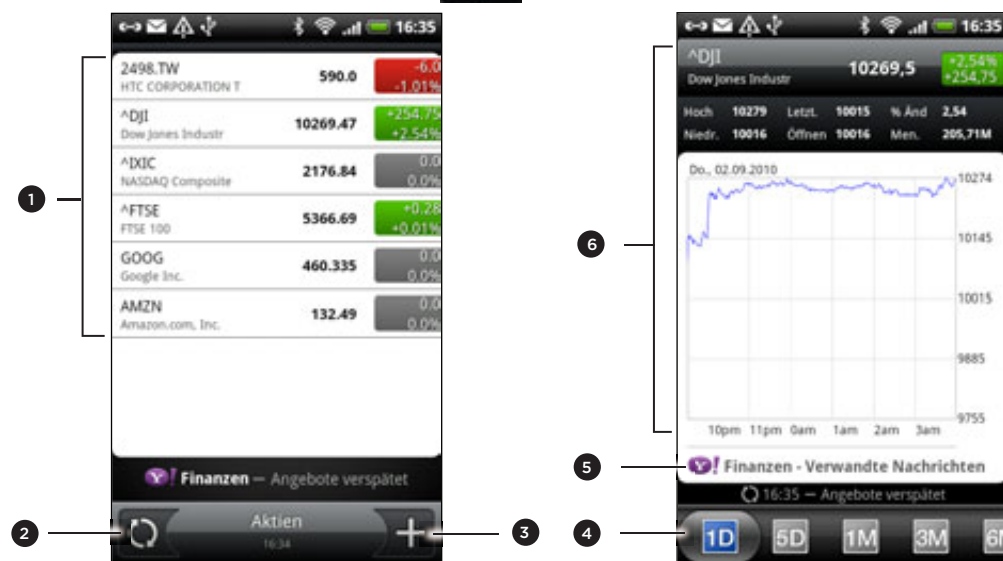 16:35
2498.TW 590.0 -6.0
HTC CORPORATION T -1.01%
^DJI 10269.47 +254.75
Dow Jones Industr +2.54%
^IXIC 2176.84 0.0
NASDAQ Composite 0.0%
^FTSE 5366.69 +0.28
FTSE 100 +0.01%
GOOG 460.335 0.0
Google Inc. 0.0%
AMZN 132.49 0.0
Amazon.com, Inc. 0.0%
Y! Finanzen — Angebote verspätet
Aktien
16:34
1
2
3
16:35
^DJI 10269,5 +2,54%
Dow Jones Industr +254,75
Hoch 10279 Letzt. 10015 % Änd 2,54
Niedr. 10016 Öffnen 10016 Men. 205,71M
Do., 02.09.2010
10274
10145
10015
9885
9755
10pm 11pm 0am 1am 2am 3am
Y! Finanzen - Verwandte Nachrichten
16:35 — Angebote verspätet
1D 5D 1M 3M 6M
6
5
4